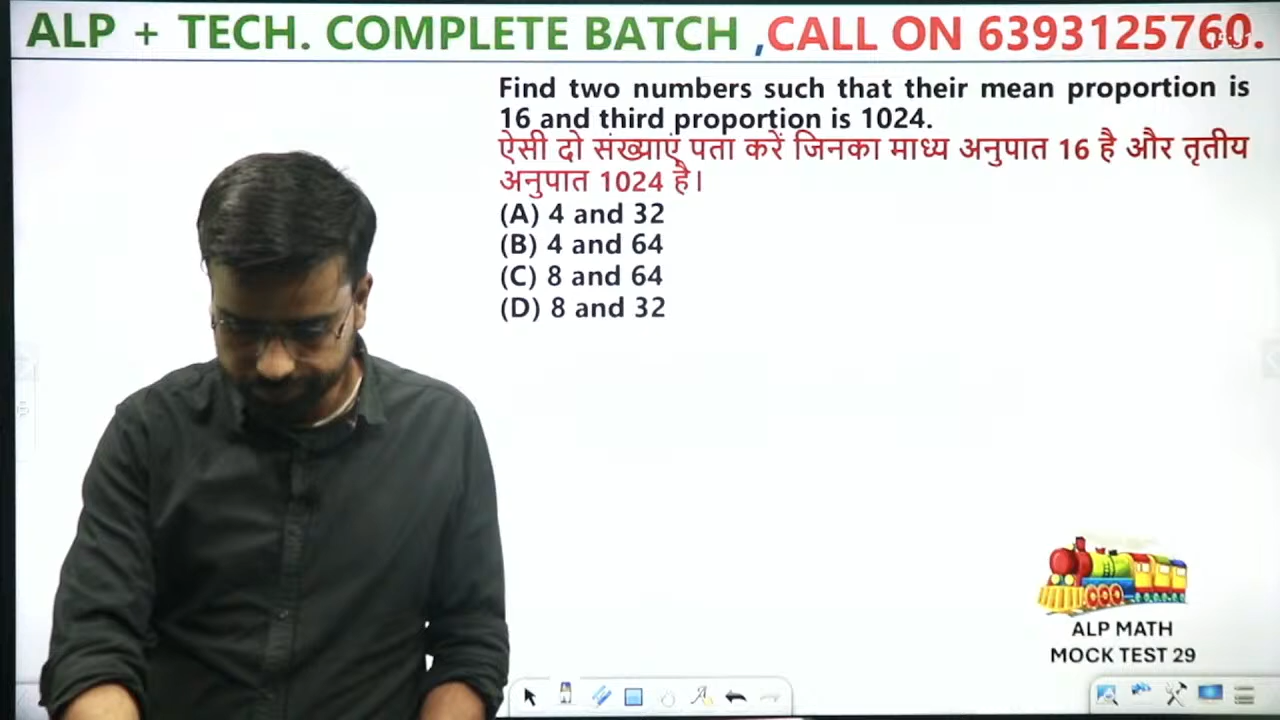 ALP + TECH. COMPLETE BATCH ,CALL ON 6393125760.
Find two numbers such that their mean proportion is
16 and third proportion is 1024.
ऐसी दो संख्याएं पता करें जिनका माध्य अनुपात 16 है और तृतीय
अनुपात 1024 है।
(A) 4 and 32
(B) 4 and 64
(C) 8 and 64
(D) 8 and 32
ALP MATH
MOCK TEST 29